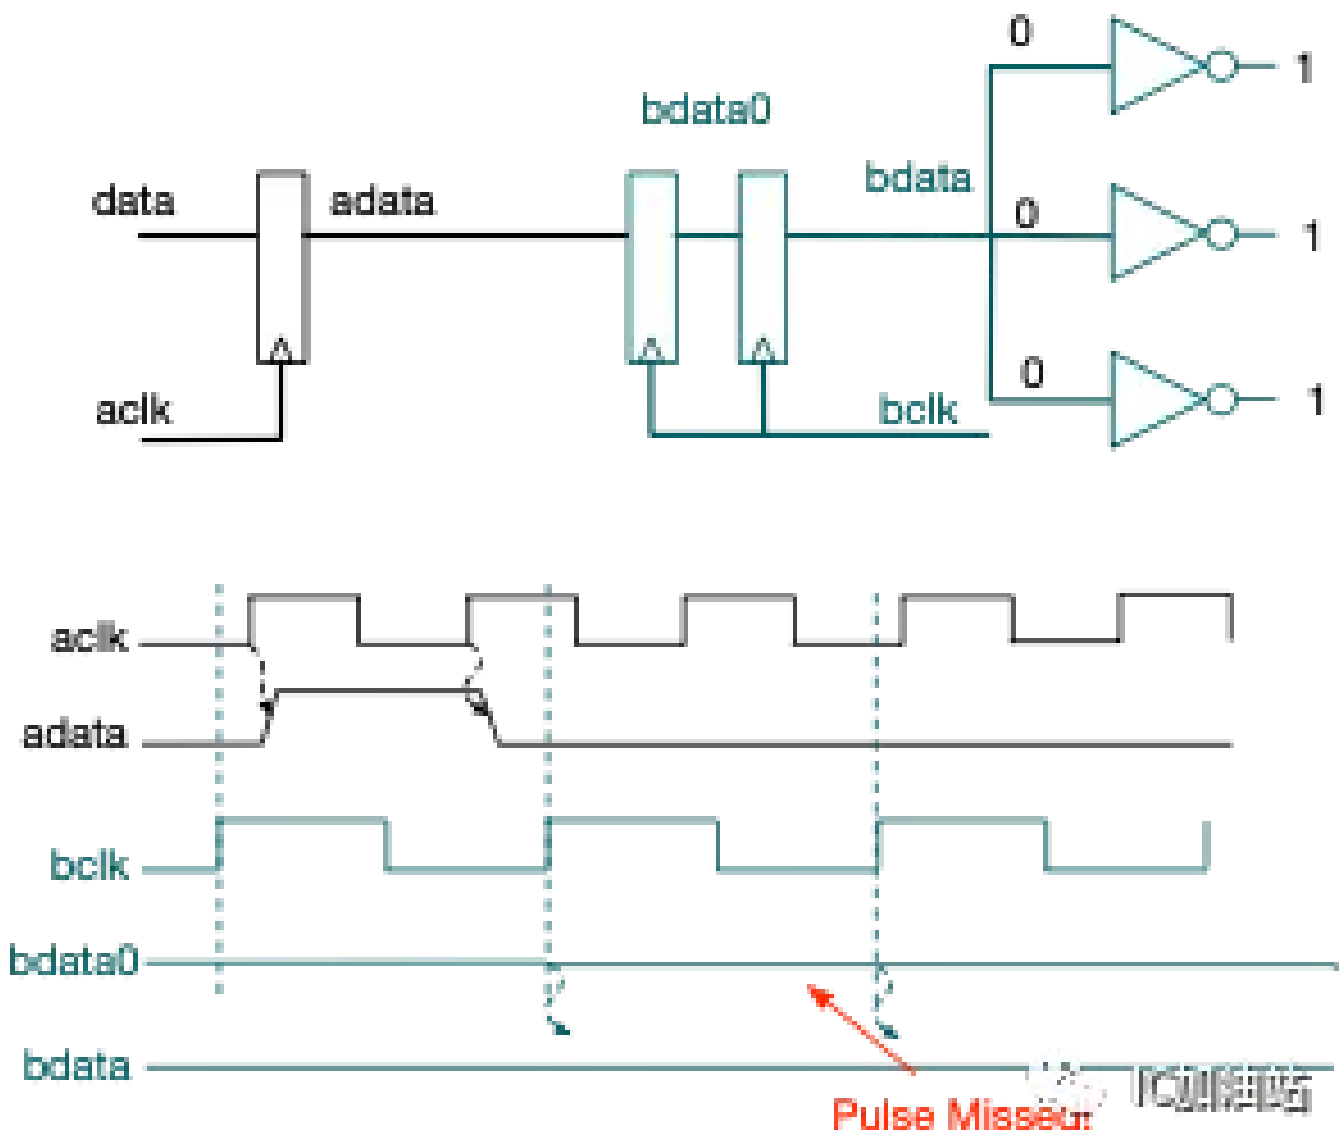 0
1
bdata0
data
adata
bdata
0
1
0
1
aclk
bclk
aclk
adata
bclk
bdata0
bdata
Pulse Missed!